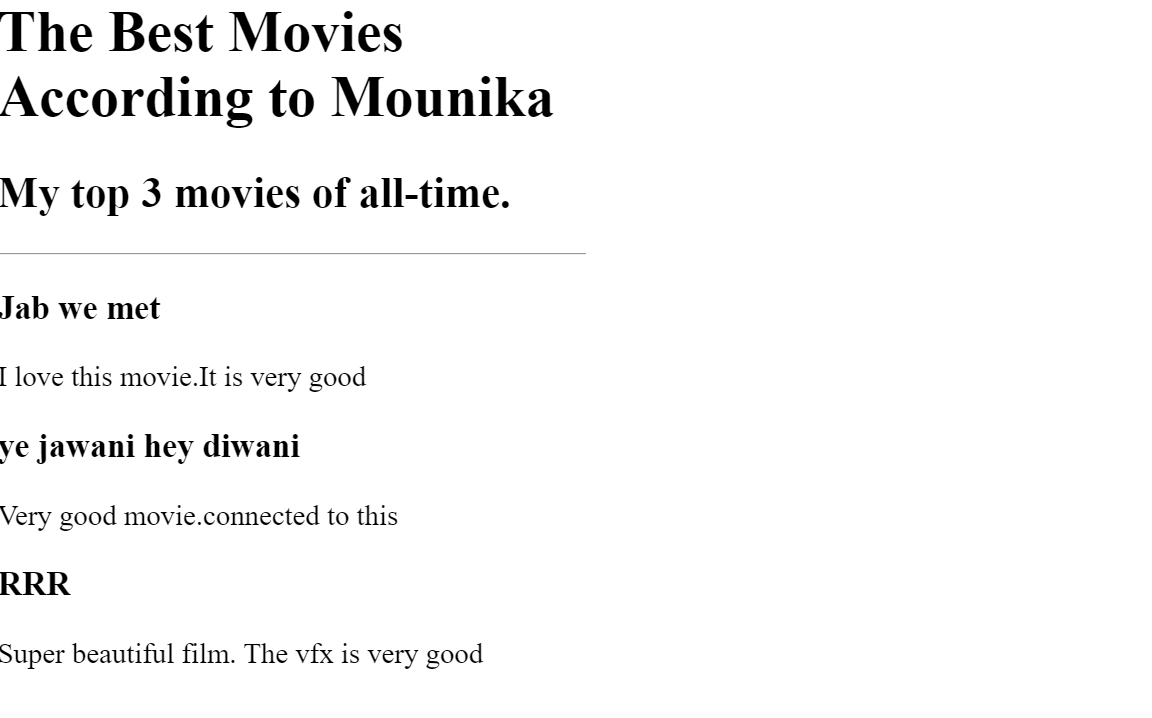 The Best Movies
According to Mounika
My top 3 movies of all-time.
Jab we met
I love this movie.It is very good
ye jawani hey diwani
Very good movie.connected to this
RRR
Super beautiful film. The vfx is very good